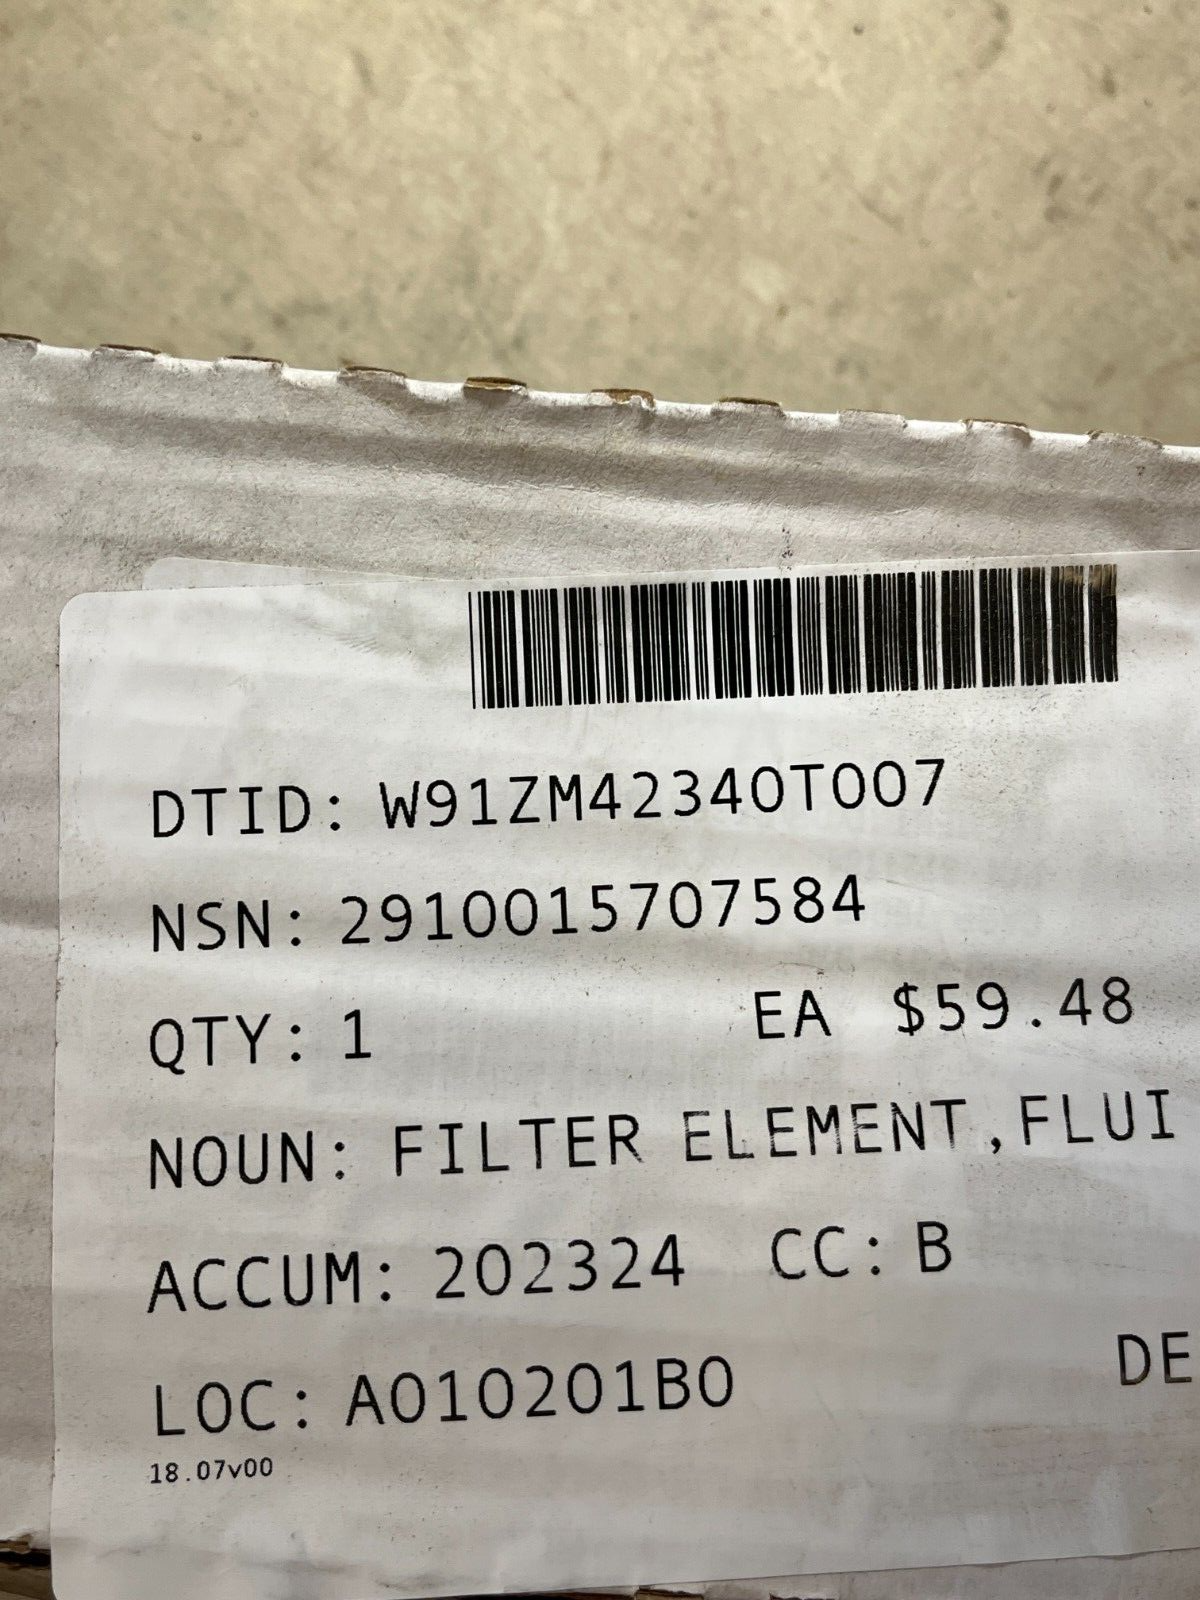 DTID: W91ZM42340T007
NSN: 2910015707584
QTY: 1 EA $59.48
NOUN: FILTER ELEMENT,FLUI
ACCUM: 202324 CC: B
LOC: A010201B0 DE
18.07v00